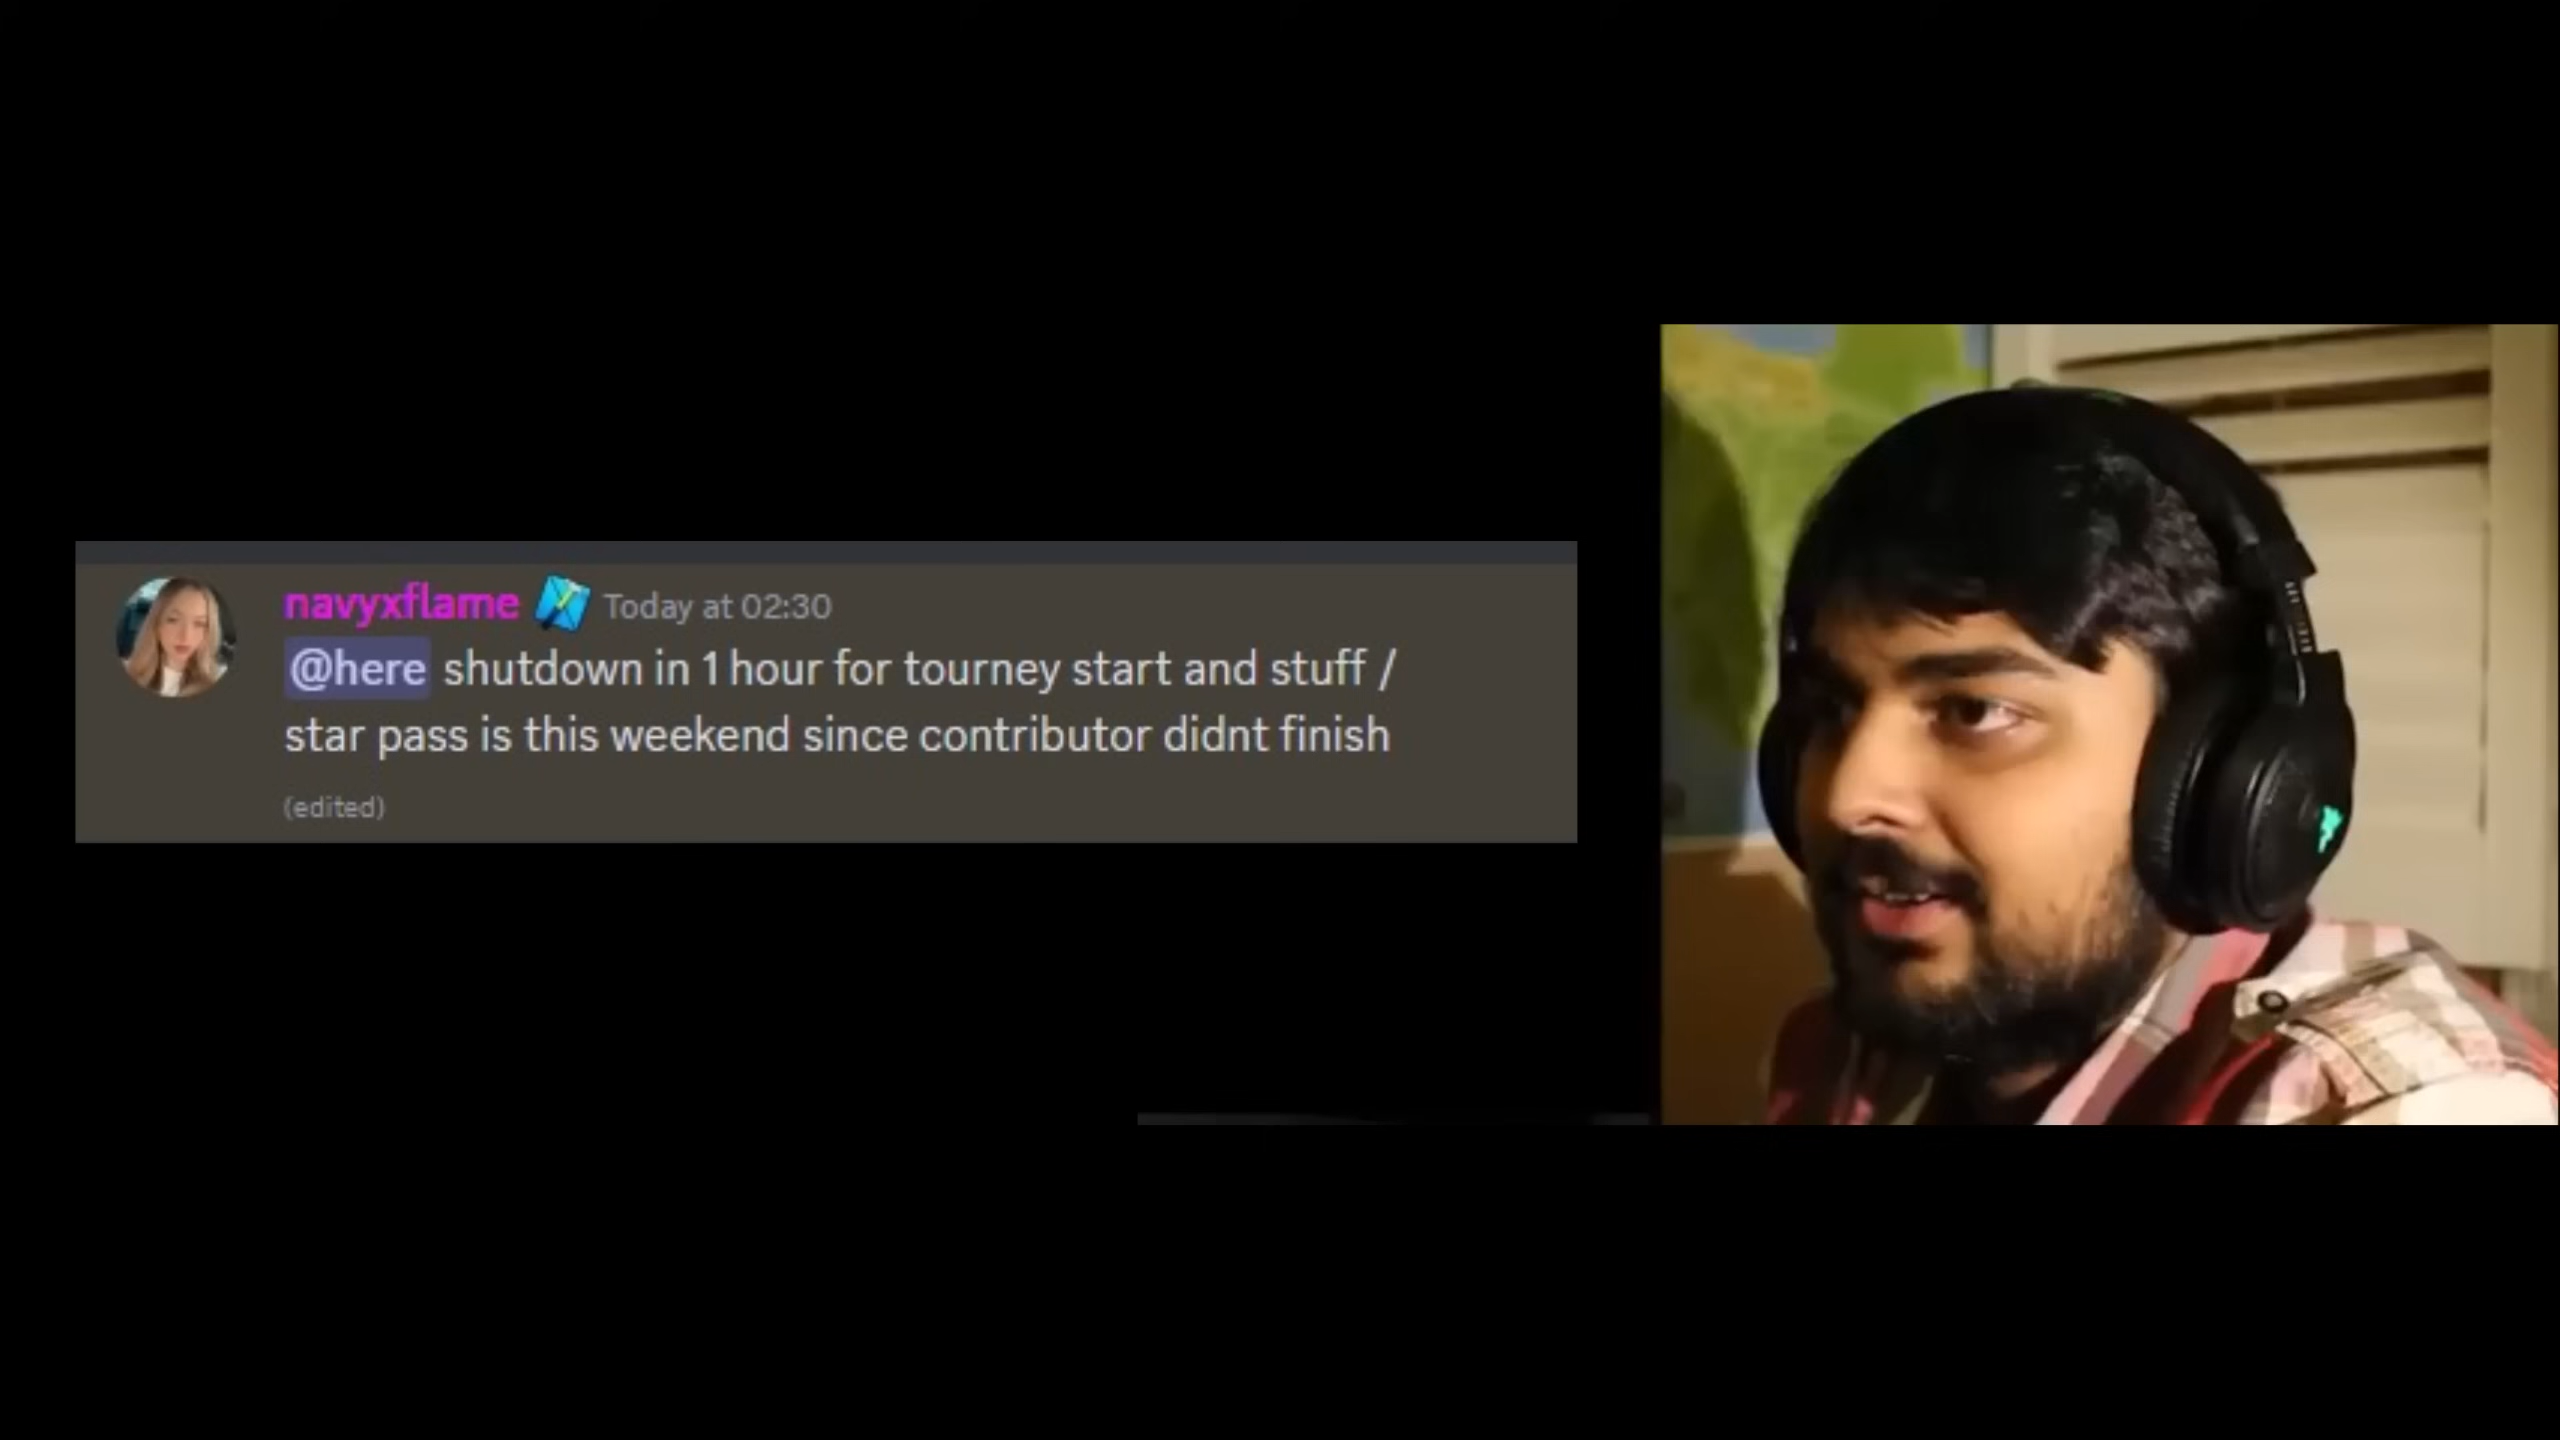 navyxflame Today at 02:30
@here shutdown in 1 hour for tourney start and stuff /
star pass is this weekend since contributor didnt finish
(edited)